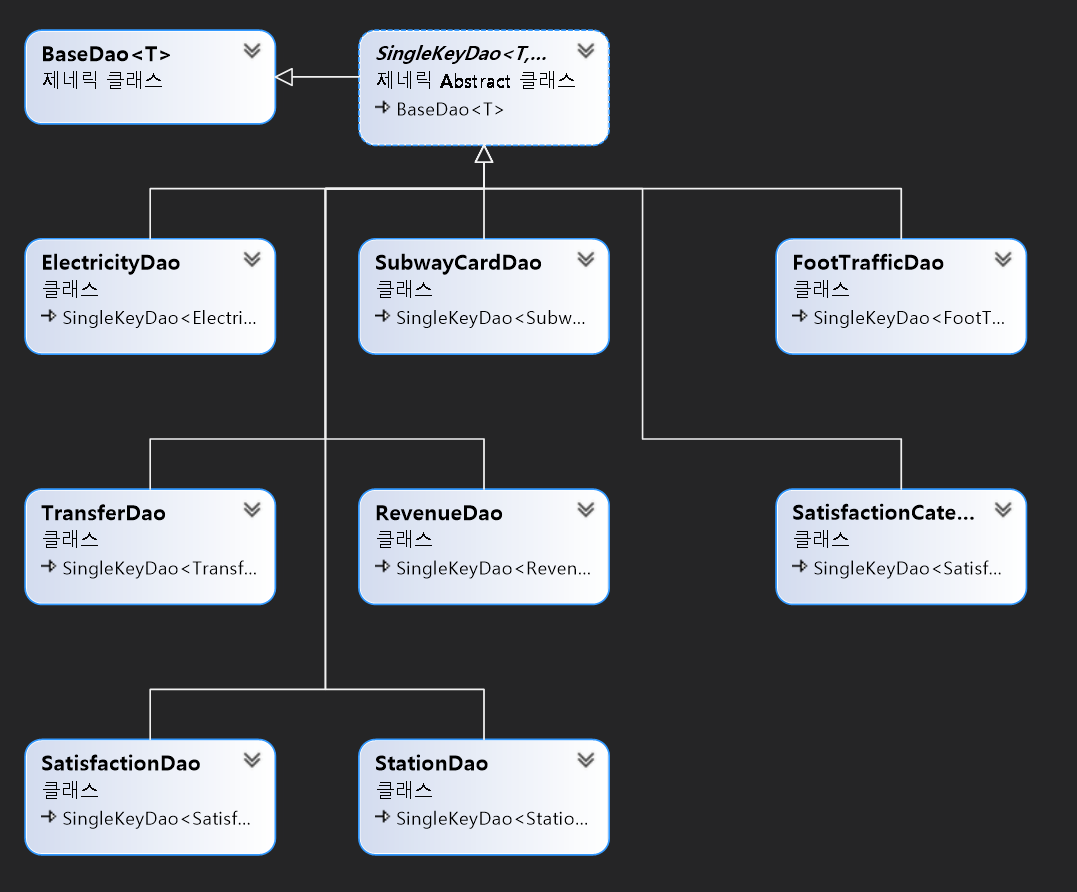 BaseDao<T>
제네릭 클래스
SingleKeyDao<T,...
제네릭 Abstract 클래스
BaseDao<T>
ElectricityDao
클래스
SingleKeyDao<Electri...
SubwayCardDao
클래스
SingleKeyDao<Subw...
FootTrafficDao
클래스
SingleKeyDao<FootT...
TransferDao
클래스
SingleKeyDao<Transf...
RevenueDao
클래스
SingleKeyDao<Reven...
SatisfactionCate...
클래스
SingleKeyDao<Satisf...
SatisfactionDao
클래스
SingleKeyDao<Satisf...
StationDao
클래스
SingleKeyDao<Statio...